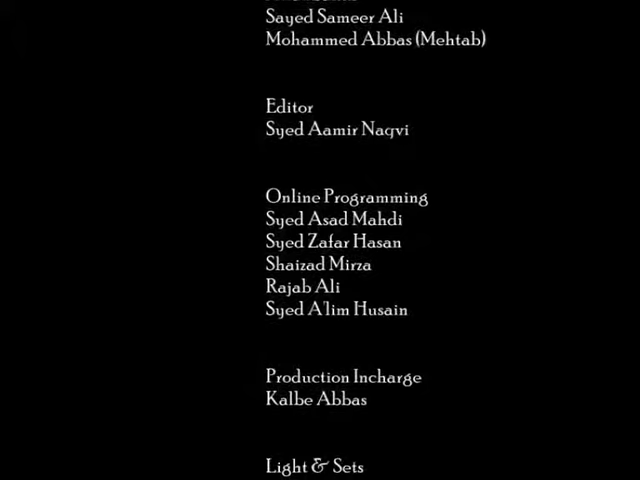 Sayed Sameer Ali
Mohammed Abbas (Mehtab)
Editor
Syed Aamir Naqvi
Online Programming
Syed Asad Mahdi
Syed Zafar Hasan
Shaizad Mirza
Rajab Ali
Syed A'lim Husain
Production Incharge
Kalbe Abbas
Light & Sets